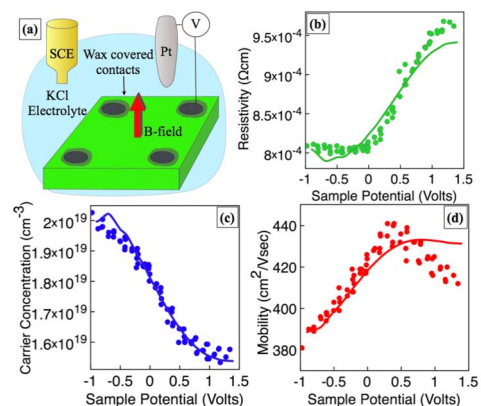 (a)
SCE
Wax covered
contacts
Pt
V
KCl
Electrolyte
B-field
(b)
Resistivity (Ωcm)
9.5×10⁻⁴
9×10⁻⁴
8.5×10⁻⁴
8×10⁻⁴
-1 -0.5 0 0.5 1 1.5
Sample Potential (Volts)
(c)
Carrier Concentration (cm⁻³)
2×10¹⁹
1.9×10¹⁹
1.8×10¹⁹
1.7×10¹⁹
1.6×10¹⁹
-1 -0.5 0 0.5 1 1.5
Sample Potential (Volts)
(d)
Mobility (cm²/Vsec)
440
420
400
380
-1 -0.5 0 0.5 1 1.5
Sample Potential (Volts)